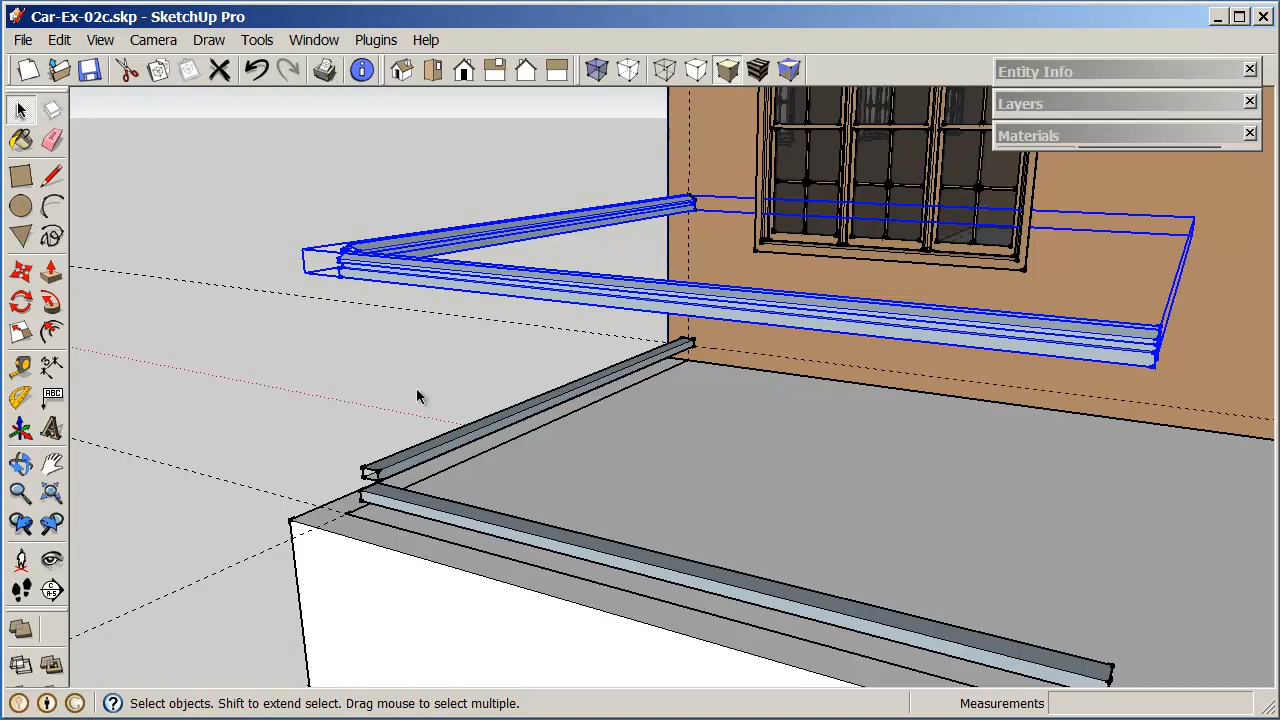 Car-Ex-02c.skp - SketchUp Pro
File Edit View Camera Draw Tools Window Plugins Help
Entity Info
Layers
Materials
ABC
Select objects. Shift to extend select. Drag mouse to select multiple.
Measurements